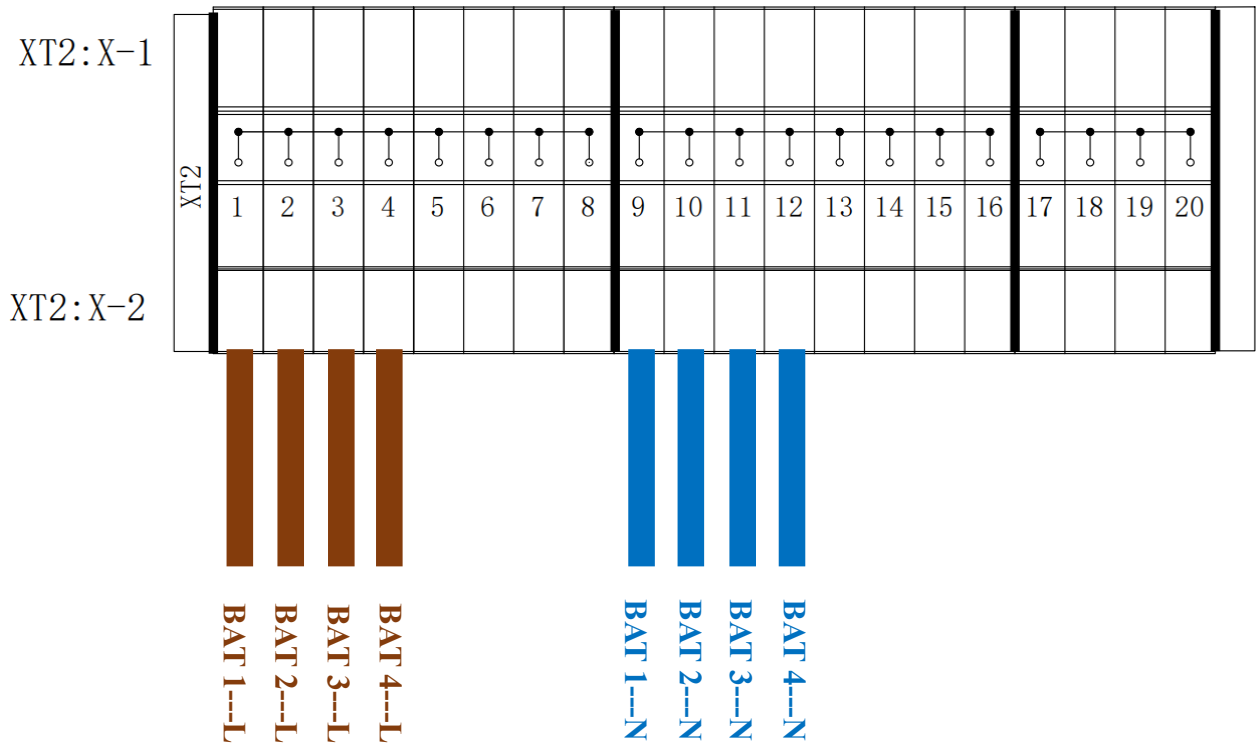 XT2:X-1
XT2
1 2 3 4 5 6 7 8 9 10 11 12 13 14 15 16 17 18 19 20
XT2:X-2
BAT 1---L
BAT 2---L
BAT 3---L
BAT 4---L
BAT 1---N
BAT 2---N
BAT 3---N
BAT 4---N